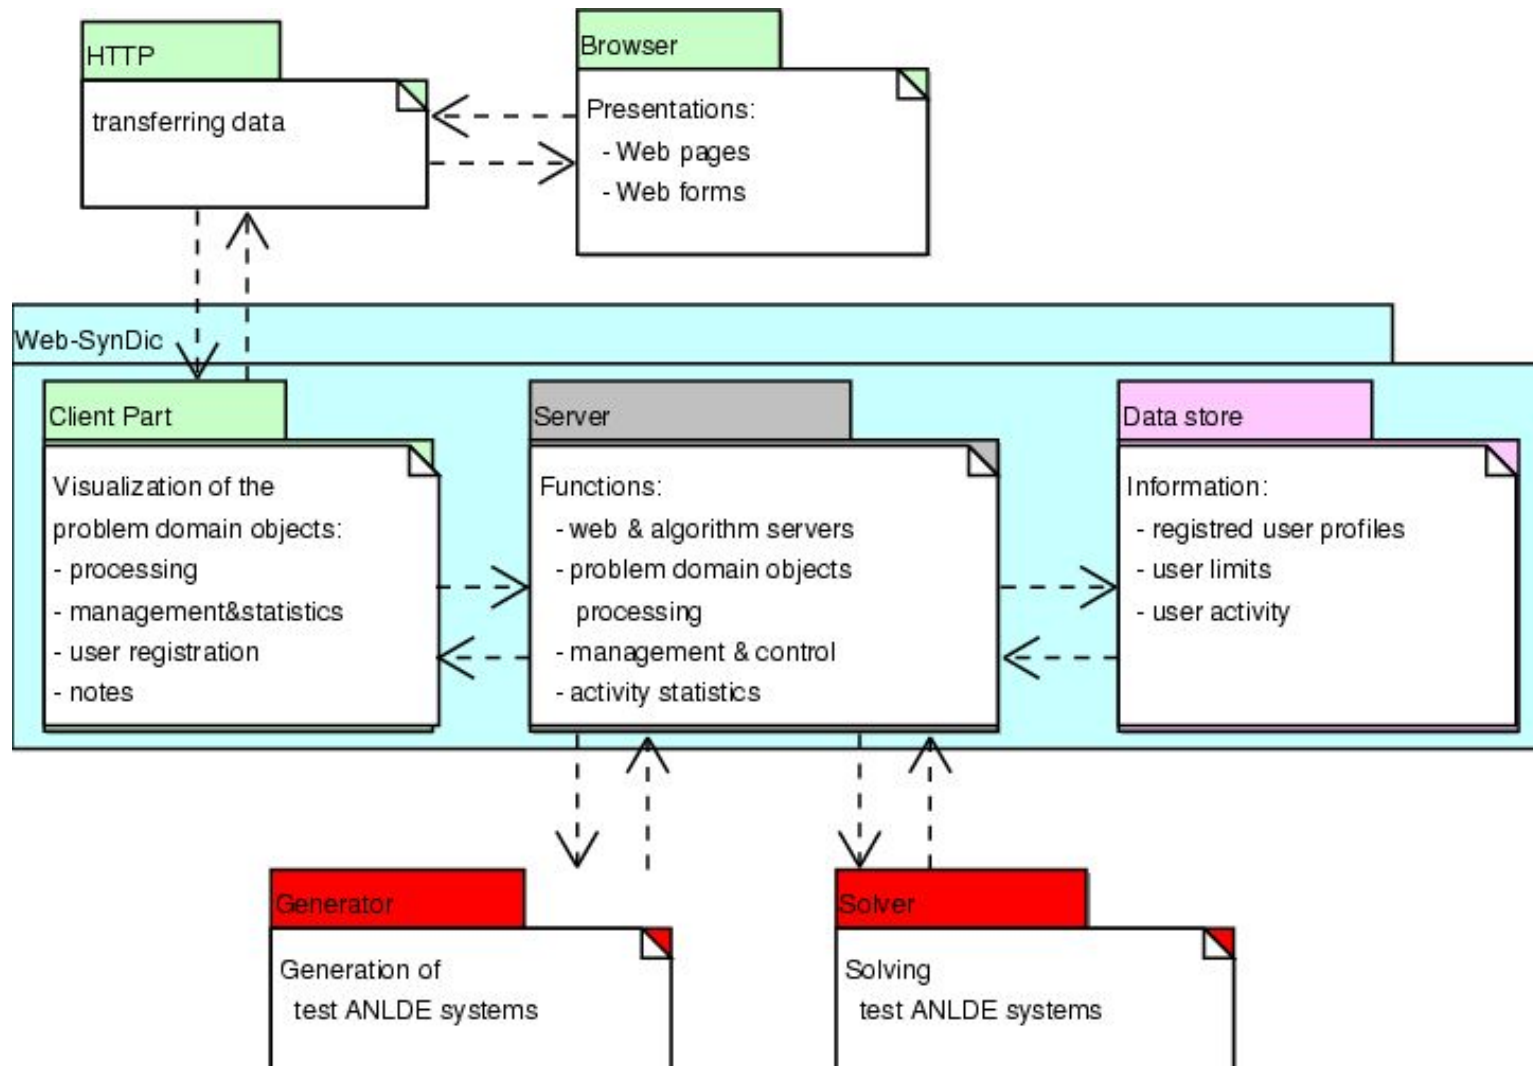 HTTP
transferring data
Browser
Presentations:
- Web pages
- Web forms
Web-SynDic
Client Part
Visualization of the
problem domain objects:
- processing
- management&statistics
- user registration
- notes
Server
Functions:
- web & algorithm servers
- problem domain objects
processing
- management & control
- activity statistics
Data store
Information:
- registred user profiles
- user limits
- user activity
Generator
Generation of
test ANLDE systems
Solver
Solving
test ANLDE systems